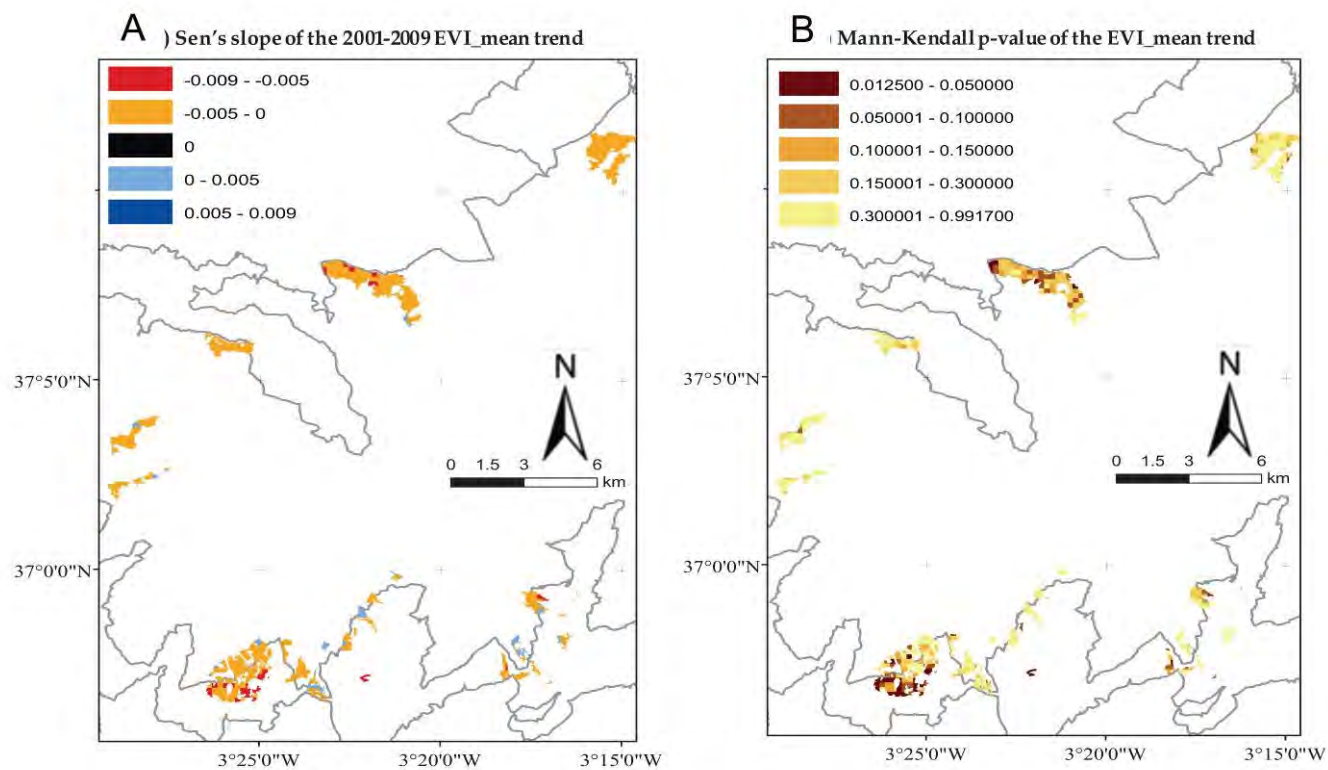 A ) Sen's slope of the 2001-2009 EVI_mean trend
-0.009 - -0.005
-0.005 - 0
0
0 - 0.005
0.005 - 0.009
N
37°5'0"N
0 1.5 3 6
km
37°0'0"N
3°25'0"W 3°20'0"W 3°15'0"W
B ) Mann-Kendall p-value of the EVI_mean trend
0.012500 - 0.050000
0.050001 - 0.100000
0.100001 - 0.150000
0.150001 - 0.300000
0.300001 - 0.991700
N
37°5'0"N
0 1.5 3 6
km
37°0'0"N
3°25'0"W 3°20'0"W 3°15'0"W